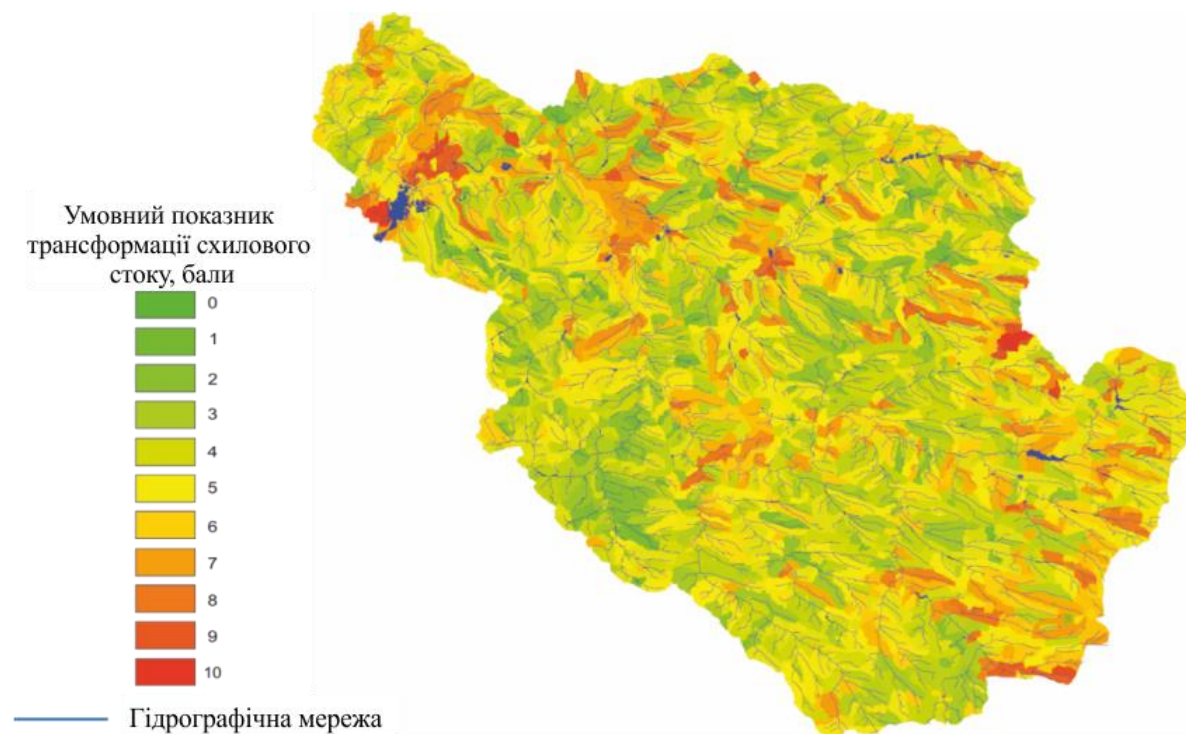 Умовний показник
трансформації схилового
стоку, бали
0
1
2
3
4
5
6
7
8
9
10
Гідрографічна мережа